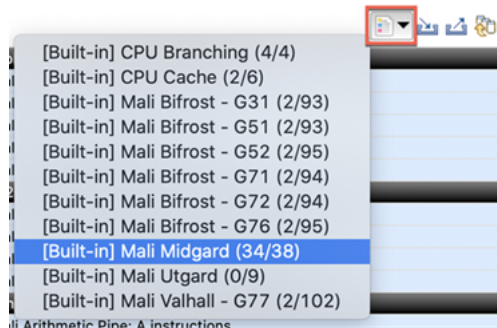 [Built-in] CPU Branching (4/4)
[Built-in] CPU Cache (2/6)
[Built-in] Mali Bifrost - G31 (2/93)
[Built-in] Mali Bifrost - G51 (2/93)
[Built-in] Mali Bifrost - G52 (2/95)
[Built-in] Mali Bifrost - G71 (2/94)
[Built-in] Mali Bifrost - G72 (2/94)
[Built-in] Mali Bifrost - G76 (2/95)
[Built-in] Mali Midgard (34/38)
[Built-in] Mali Utgard (0/9)
[Built-in] Mali Valhall - G77 (2/102)
Arithmetic Pipe: A instructions